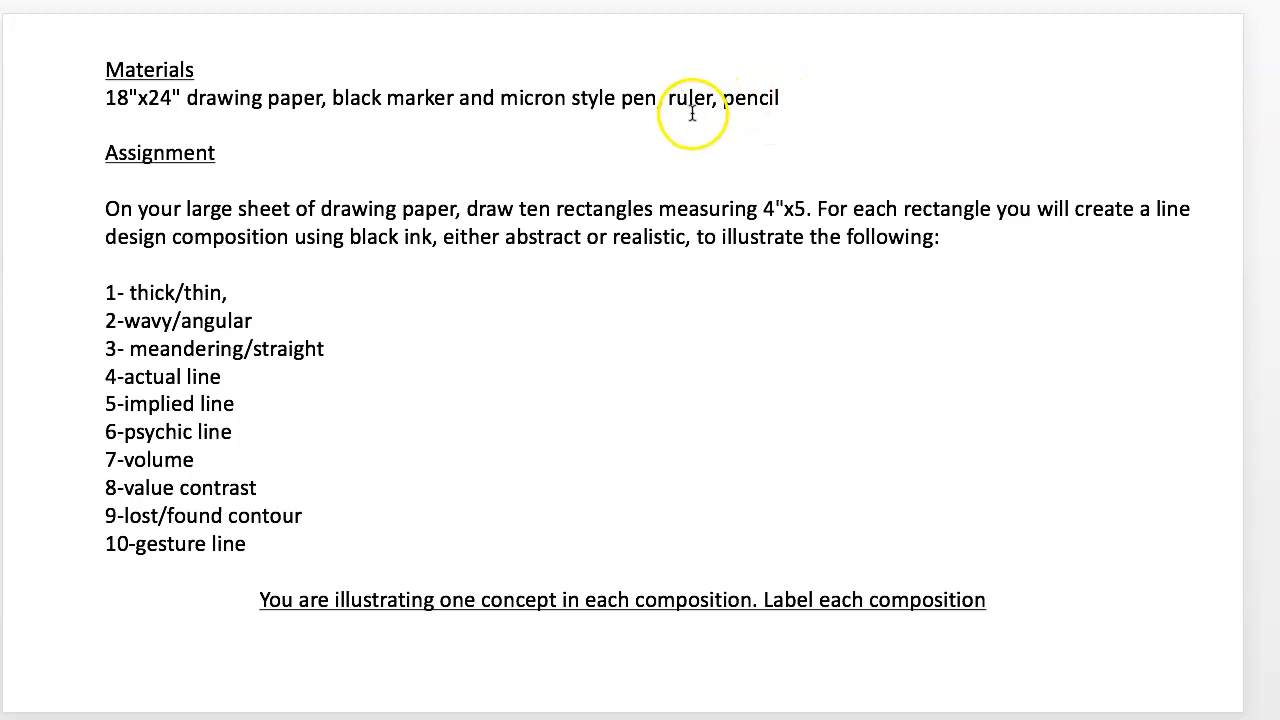 Materials
18"x24" drawing paper, black marker and micron style pen, ruler, pencil
Assignment
On your large sheet of drawing paper, draw ten rectangles measuring 4"x5. For each rectangle you will create a line
design composition using black ink, either abstract or realistic, to illustrate the following:
1- thick/thin,
2-wavy/angular
3- meandering/straight
4-actual line
5-implied line
6-psychic line
7-volume
8-value contrast
9-lost/found contour
10-gesture line
You are illustrating one concept in each composition. Label each composition